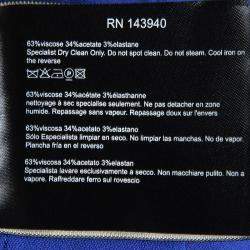 RN 143940
63%viscose 34%acetate 3%elastane
Specialist Dry Clean Only. Do not spot clean. Do not steam. Cool iron on
the reverse
63%viscose 34%acétate 3%élasthanne
nettoyage à sec specialise seulement. Ne pas detacher en zone
humide. Repassage sans vapeur. Repassage doux sur l'envers
63%viscosa 34%acetato 3%elastano
Sólo Especialista limpio en seco. No limpiar las manchas. No de vapor.
Plancha fría en el reverso
63%viscosa 34%acetato 3%elastan
Specialista lavare esclusivamente a secco. Non macchiare pulito. Non a
vapore. Raffreddare ferro sul rovescio